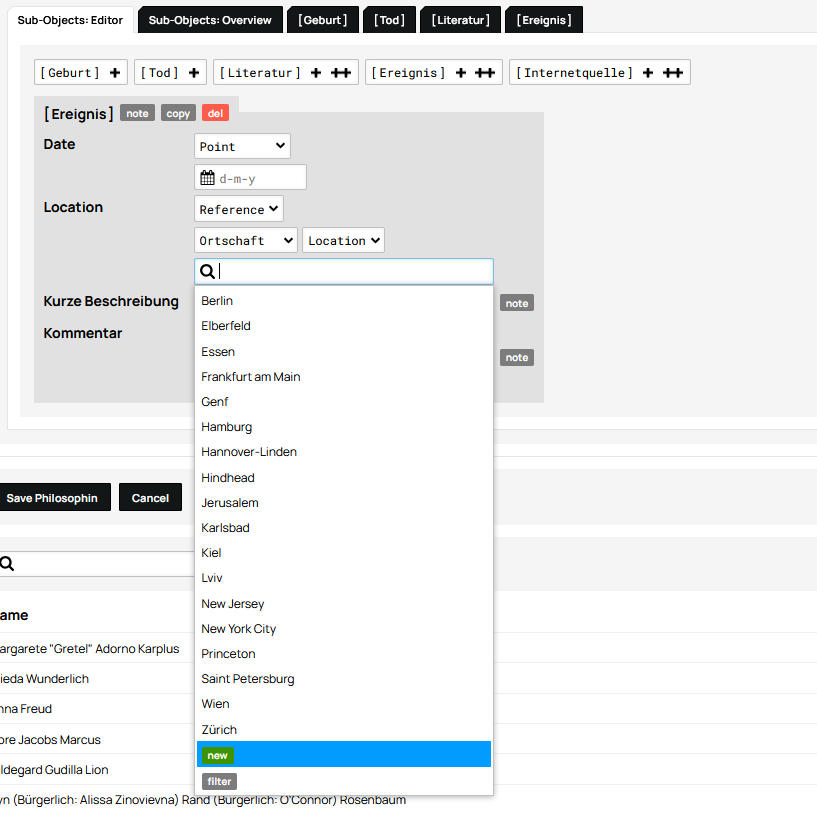 Sub-Objects: Editor Sub-Objects: Overview [Geburt] [Tod] [Literatur] [Ereignis]
[Geburt] + [Tod] + [Literatur] + ++ [Ereignis] + ++ [Internetquelle] + ++
[Ereignis] note copy del
Date Point
d-m-y
Location Reference
Ortschaft Location
Kurze Beschreibung note
Kommentar
note
Berlin
Elberfeld
Essen
Frankfurt am Main
Genf
Hamburg
Hannover-Linden
Hindhead
Jerusalem
Karlsbad
Kiel
Lviv
New Jersey
New York City
Princeton
Saint Petersburg
Wien
Zürich
new
filter
Save Philosophin Cancel
ame
argarete "Gretel" Adorno Karplus
ieda Wunderlich
nna Freud
ore Jacobs Marcus
ldegard Gudilla Lion
yn (Bürgerlich: Alissa Zinovievna) Rand (Bürgerlich: O'Connor) Rosenbaum